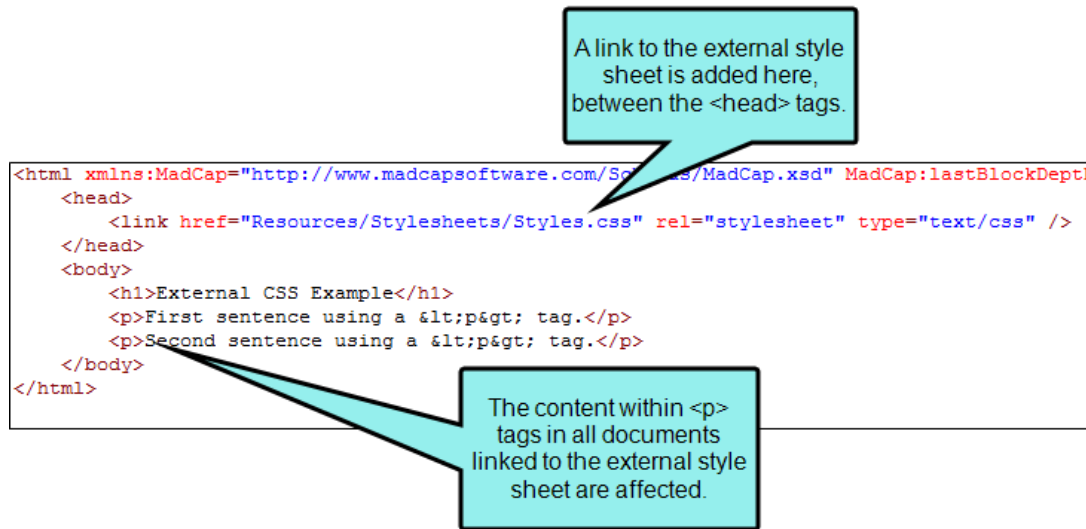 A link to the external style
sheet is added here,
between the <head> tags.
<html xmlns:MadCap="http://www.madcapsoftware.com/Schemas/MadCap.xsd" MadCap:lastBlockDepth
<head>
<link href="Resources/Stylesheets/Styles.css" rel="stylesheet" type="text/css" />
</head>
<body>
<h1>External CSS Example</h1>
<p>First sentence using a &lt;p&gt; tag.</p>
<p>Second sentence using a &lt;p&gt; tag.</p>
</body>
</html>
The content within <p>
tags in all documents
linked to the external style
sheet are affected.